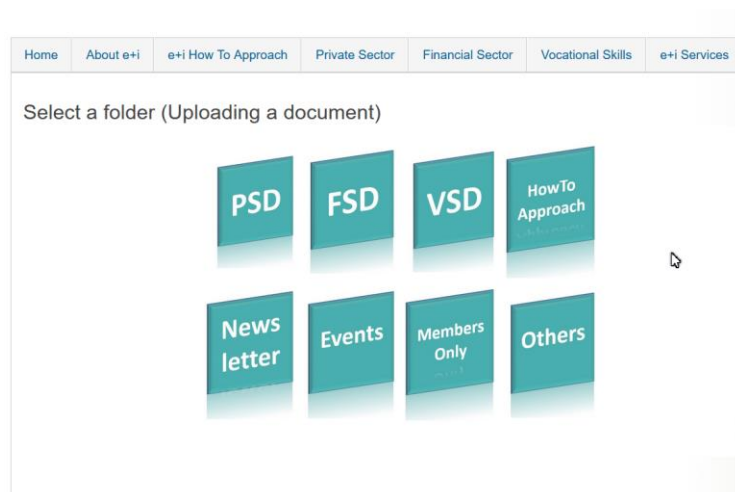 Home About e+i e+i How To Approach Private Sector Financial Sector Vocational Skills e+i Services
Select a folder (Uploading a document)
PSD FSD VSD HowTo
Approach
News
letter Events Members
Only Others